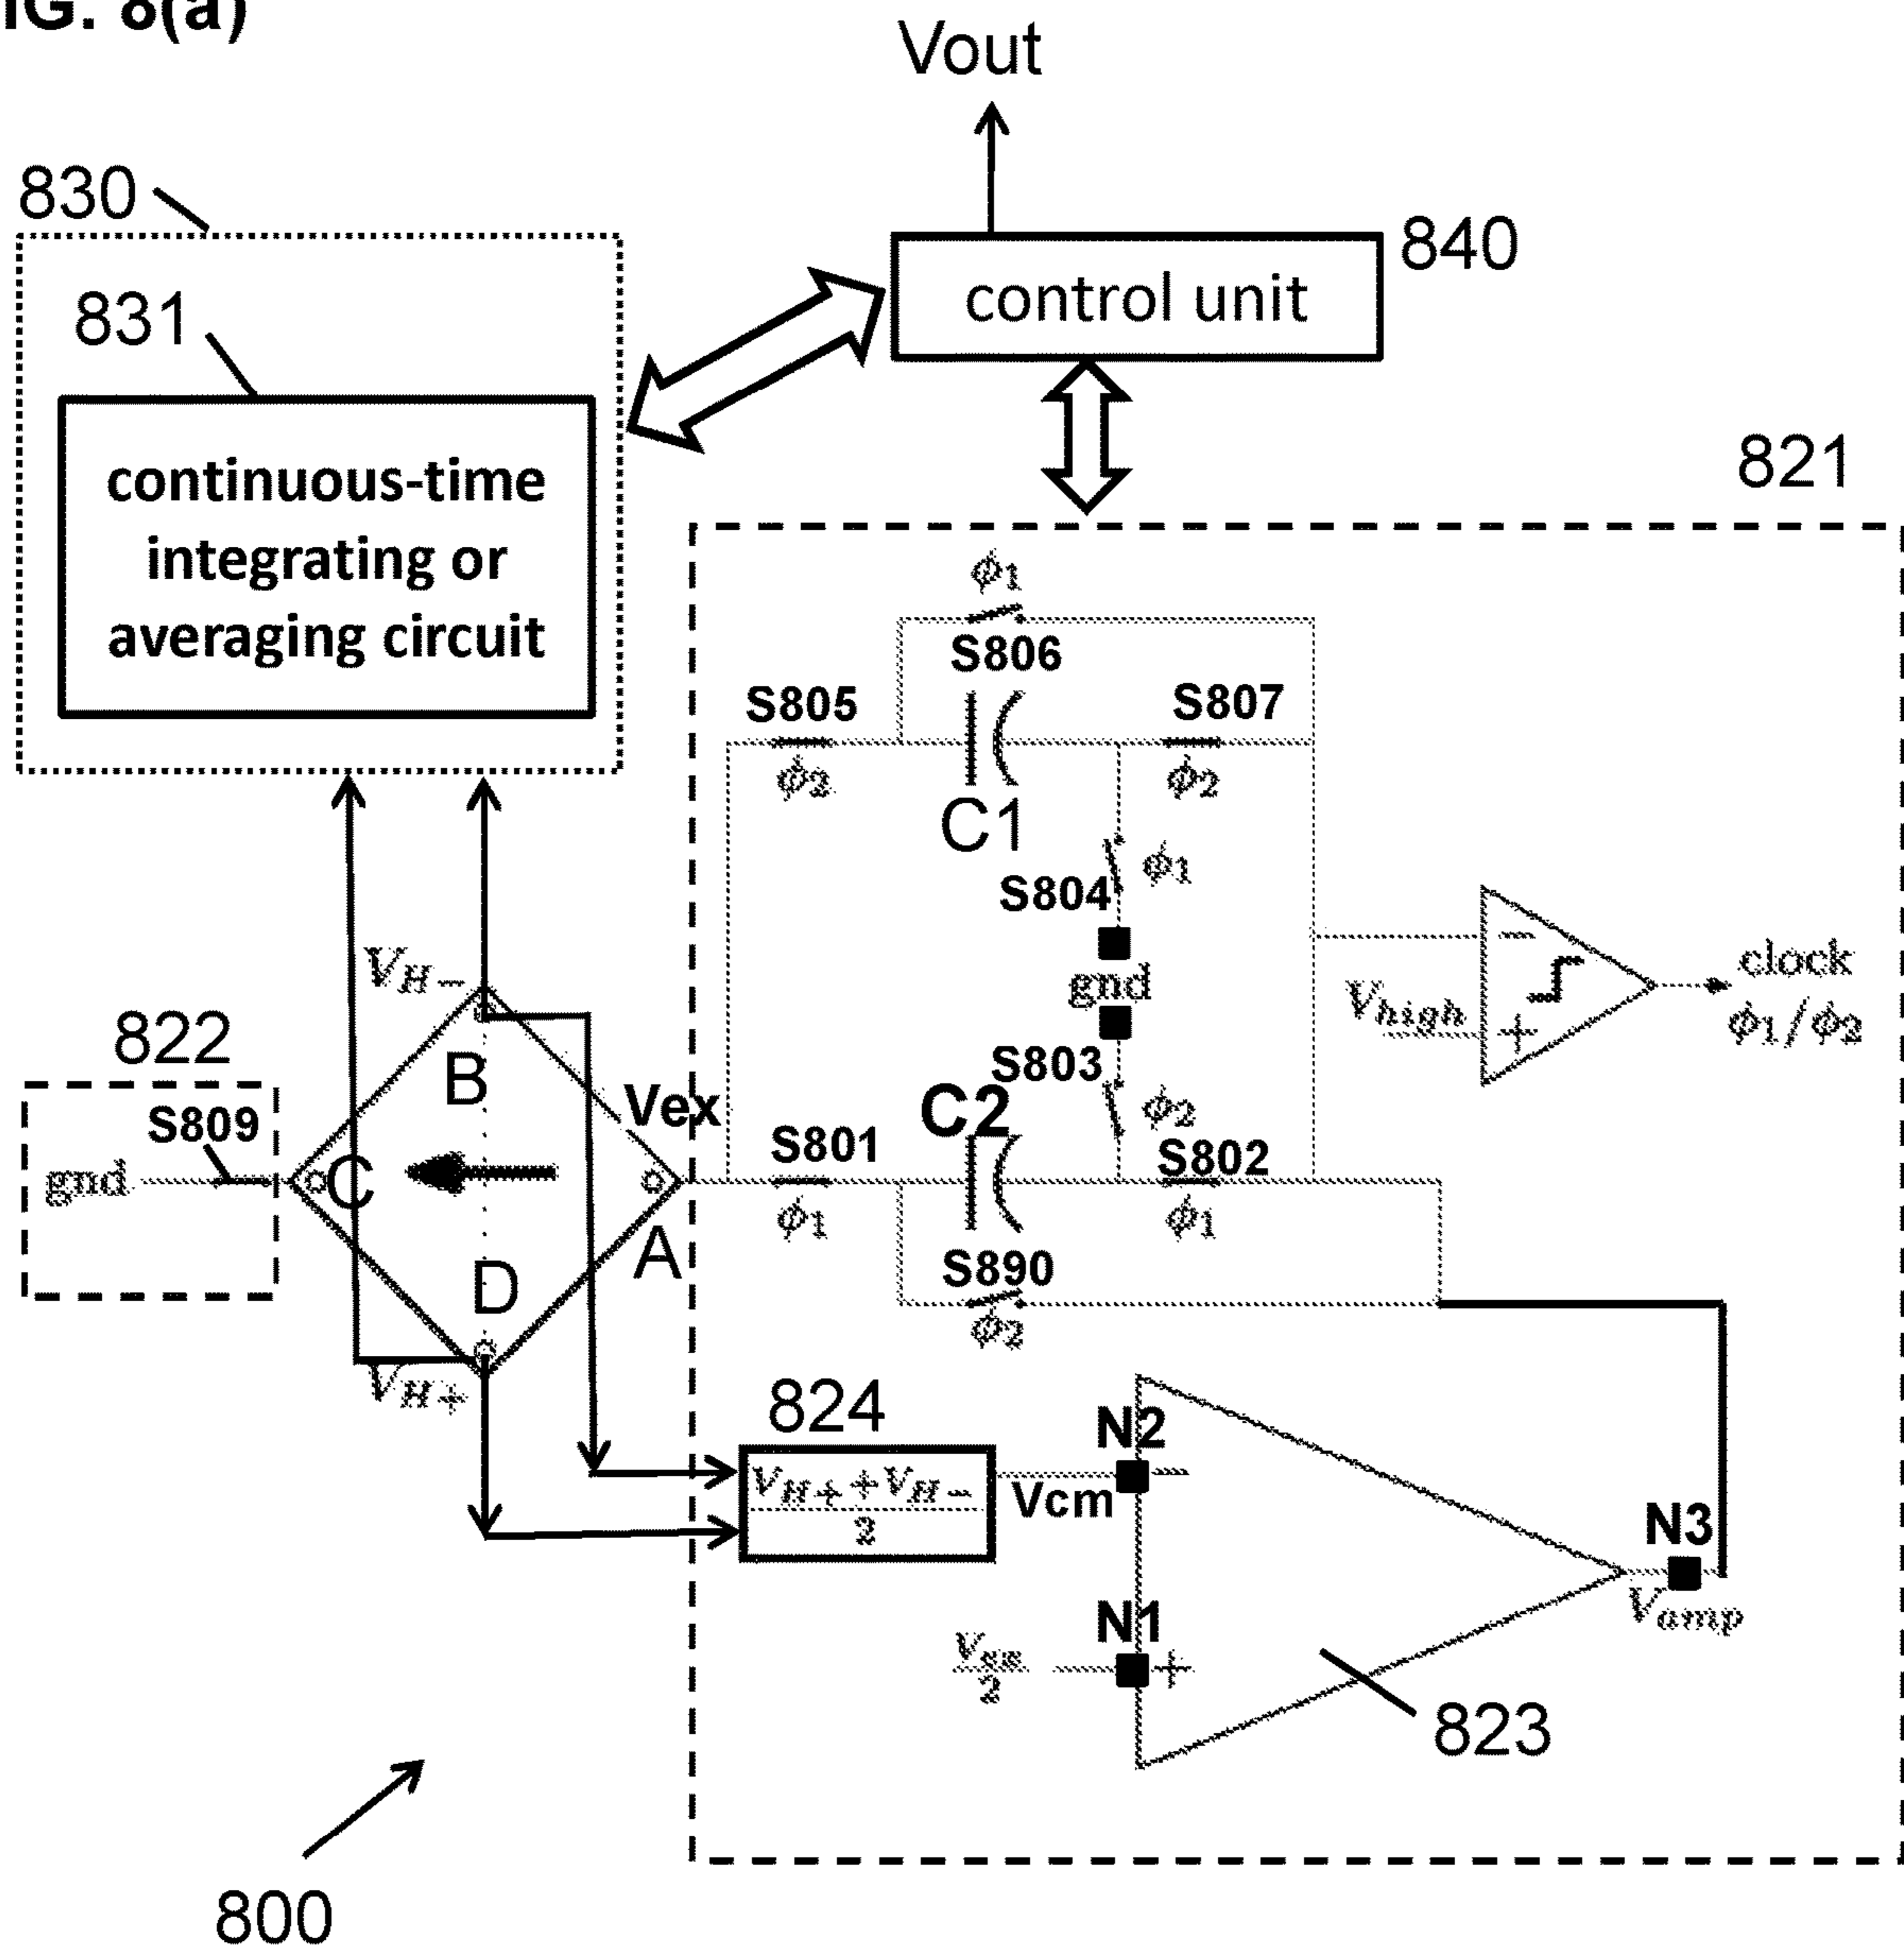 IG. 8(a)
Vout
830
840
control unit
831
continuous-time
integrating or
averaging circuit
821
ϕ1
S806
S805
S807
ϕ2
ϕ2
C1
ϕ1
S804
gnd
VH−
Vhigh
−
+
clock
ϕ1/ϕ2
822
S809
gnd
B
C
D
A
Vex
S803
C2
ϕ2
S801
S802
ϕ1
ϕ1
S890
ϕ2
VH+
824
VH+ + VH−
2
Vcm
N2
−
N3
Vamp
N1
+
2
823
800